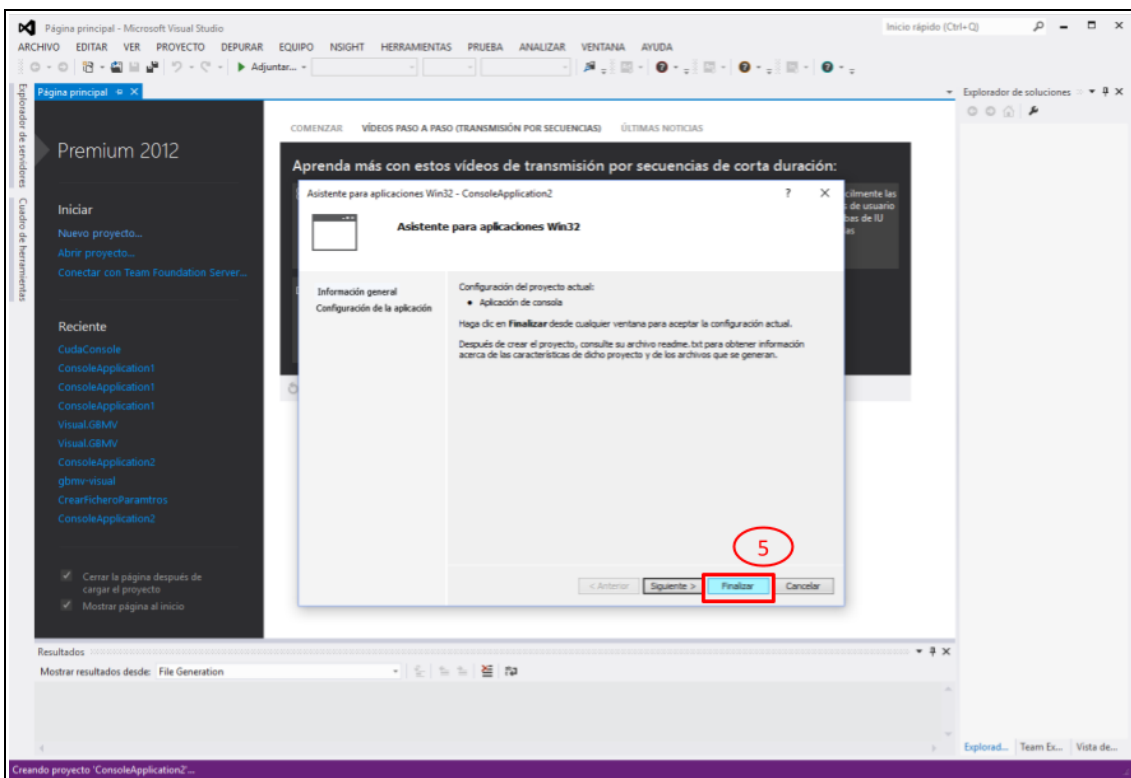 Página principal - Microsoft Visual Studio
Inicio rápido (Ctrl+Q)
ARCHIVO EDITAR VER PROYECTO DEPURAR EQUIPO NSIGHT HERRAMIENTAS PRUEBA ANALIZAR VENTANA AYUDA
Adjuntar...
Explorador de servidores
Cuadro de herramientas
Página principal
Premium 2012
Iniciar
Nuevo proyecto...
Abrir proyecto...
Conectar con Team Foundation Server...
Reciente
CudaConsole
ConsoleApplication1
ConsoleApplication1
ConsoleApplication1
Visual.GBMV
Visual.GBMV
ConsoleApplication2
gbmv-visual
CrearFicheroParamtros
ConsoleApplication2
Cerrar la página después de
cargar el proyecto
Mostrar página al inicio
COMENZAR VÍDEOS PASO A PASO (TRANSMISIÓN POR SECUENCIAS) ÚLTIMAS NOTICIAS
Aprenda más con estos vídeos de transmisión por secuencias de corta duración:
cilmente las
de usuario
bas de IU
as
Asistente para aplicaciones Win32 - ConsoleApplication2
Asistente para aplicaciones Win32
Información general
Configuración de la aplicación
Configuración del proyecto actual:
Aplicación de consola
Haga clic en Finalizar desde cualquier ventana para aceptar la configuración actual.
Después de crear el proyecto, consulte su archivo readme.txt para obtener información
acerca de las características de dicho proyecto y de los archivos que se generan.
5
< Anterior Siguiente > Finalizar Cancelar
Explorador de soluciones
Resultados
Mostrar resultados desde: File Generation
Explorad... Team Ex... Vista de...
Creando proyecto 'ConsoleApplication2'...